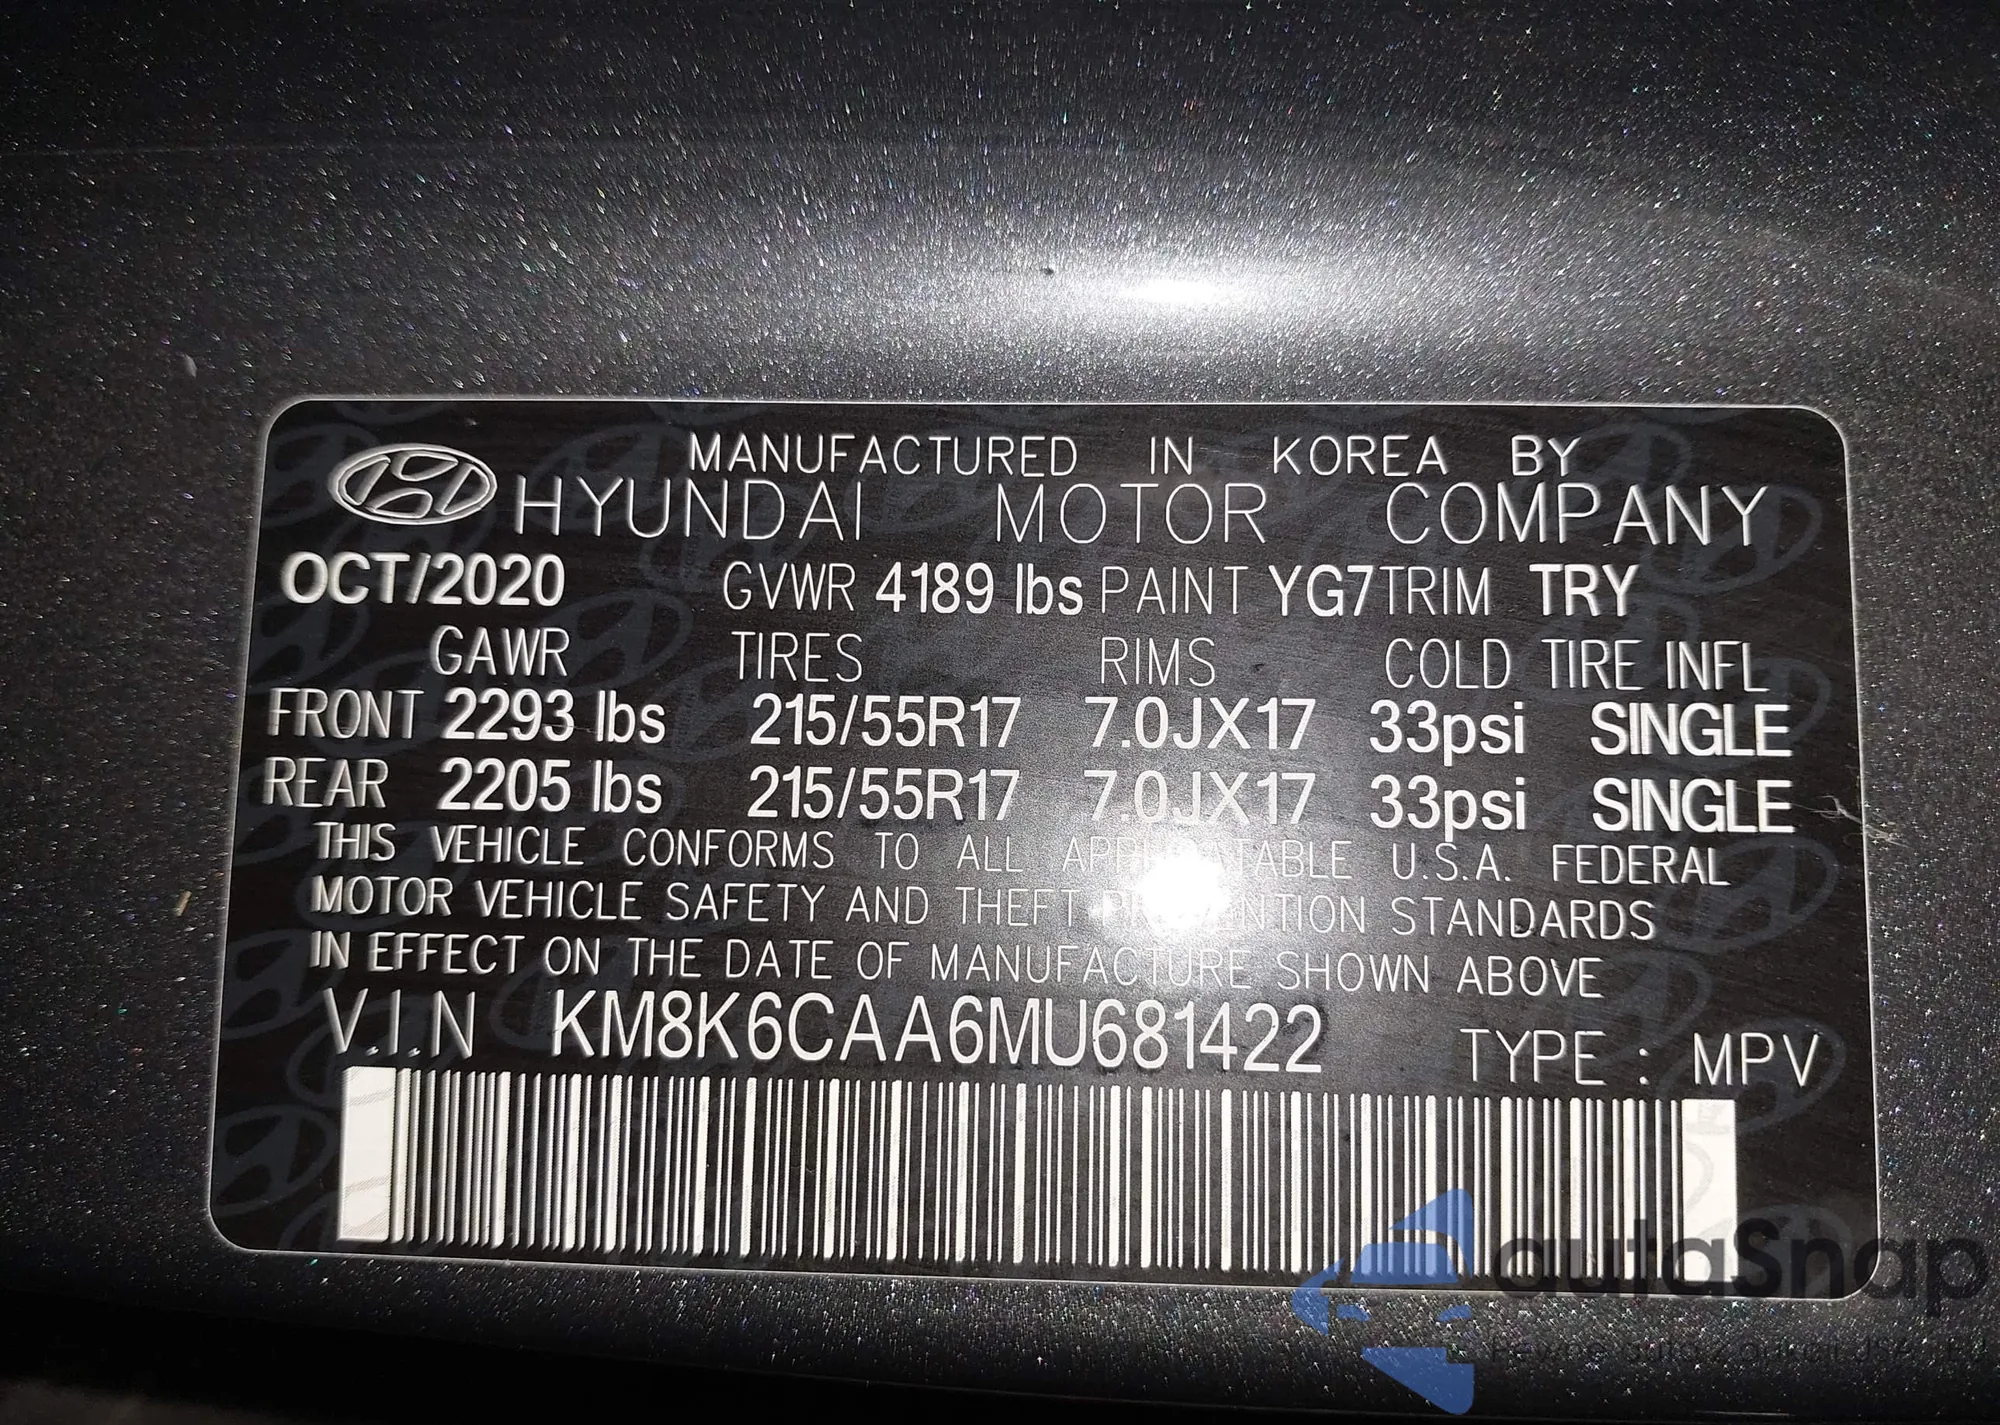 MANUFACTURED IN KOREA BY
HYUNDAI MOTOR COMPANY
OCT/2020 GVWR 4189 lbs PAINT YG7 TRIM TRY
GAWR TIRES RIMS COLD TIRE INFL
FRONT 2293 lbs 215/55R17 7.0JX17 33psi SINGLE
REAR 2205 lbs 215/55R17 7.0JX17 33psi SINGLE
THIS VEHICLE CONFORMS TO ALL U.S.A. FEDERAL
MOTOR VEHICLE SAFETY AND THEFT STANDARDS
IN EFFECT ON THE DATE OF MANUFACTURE SHOWN ABOVE
V.I.N KM8K6CAA6MU681422 TYPE : MPV
autaSnap